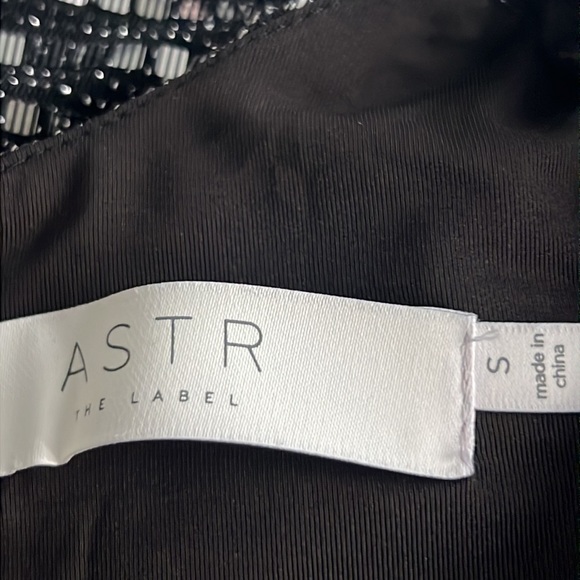 ASTR
THE LABEL
S
made in
china